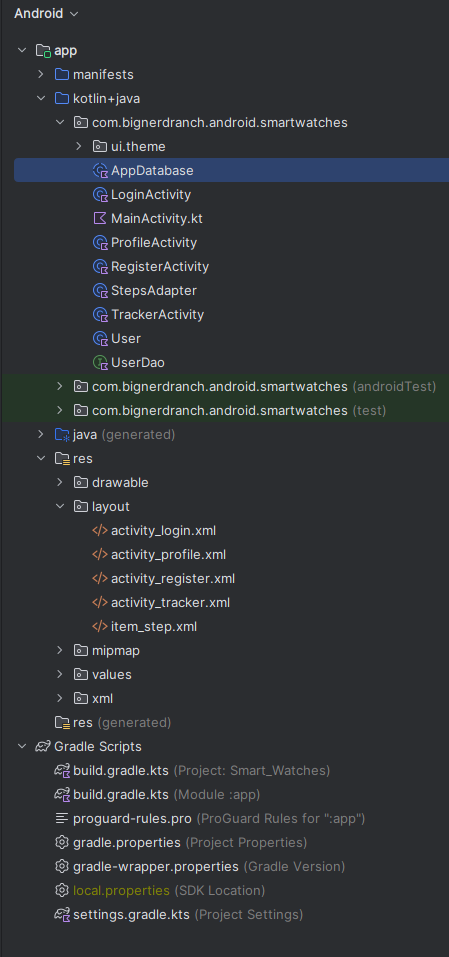 Android
app
manifests
kotlin+java
com.bignerdranch.android.smartwatches
ui.theme
AppDatabase
LoginActivity
MainActivity.kt
ProfileActivity
RegisterActivity
StepsAdapter
TrackerActivity
User
UserDao
com.bignerdranch.android.smartwatches (androidTest)
com.bignerdranch.android.smartwatches (test)
java (generated)
res
drawable
layout
activity_login.xml
activity_profile.xml
activity_register.xml
activity_tracker.xml
item_step.xml
mipmap
values
xml
res (generated)
Gradle Scripts
build.gradle.kts (Project: Smart_Watches)
build.gradle.kts (Module :app)
proguard-rules.pro (ProGuard Rules for ":app")
gradle.properties (Project Properties)
gradle-wrapper.properties (Gradle Version)
local.properties (SDK Location)
settings.gradle.kts (Project Settings)